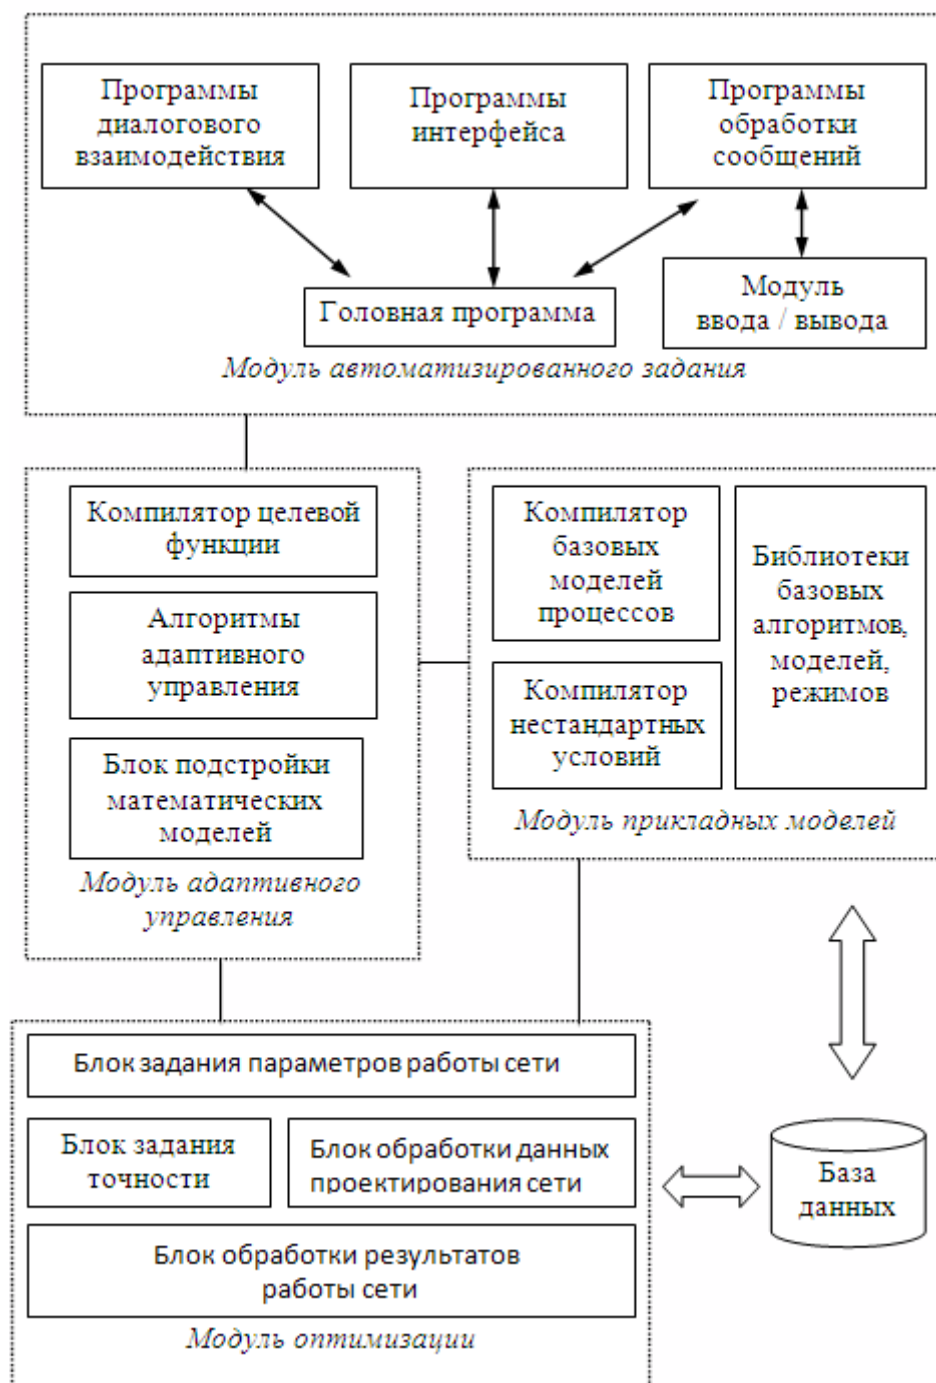 Программы
диалогового
взаимодействия
Программы
интерфейса
Программы
обработки
сообщений
Головная программа
Модуль
ввода / вывода
Модуль автоматизированного задания
Компилятор целевой
функции
Алгоритмы
адаптивного
управления
Блок подстройки
математических
моделей
Модуль адаптивного
управления
Компилятор
базовых
моделей
процессов
Компилятор
нестандартных
условий
Библиотеки
базовых
алгоритмов,
моделей,
режимов
Модуль прикладных моделей
Блок задания параметров работы сети
Блок задания
точности
Блок обработки данных
проектирования сети
Блок обработки результатов
работы сети
Модуль оптимизации
База
данных